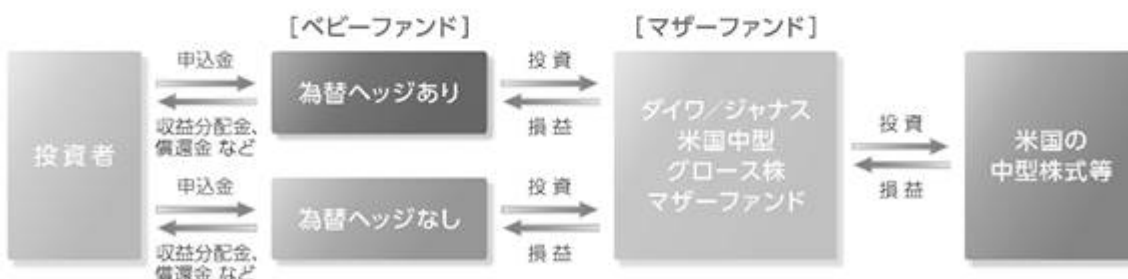 [ベビーファンド]
[マザーファンド]
投資者
申込金
収益分配金、
償還金 など
為替ヘッジあり
投 資
損 益
申込金
収益分配金、
償還金 など
為替ヘッジなし
投 資
損 益
ダイワ/ジャナス
米国中型
グロース株
マザーファンド
投 資
損 益
米国の
中型株式等